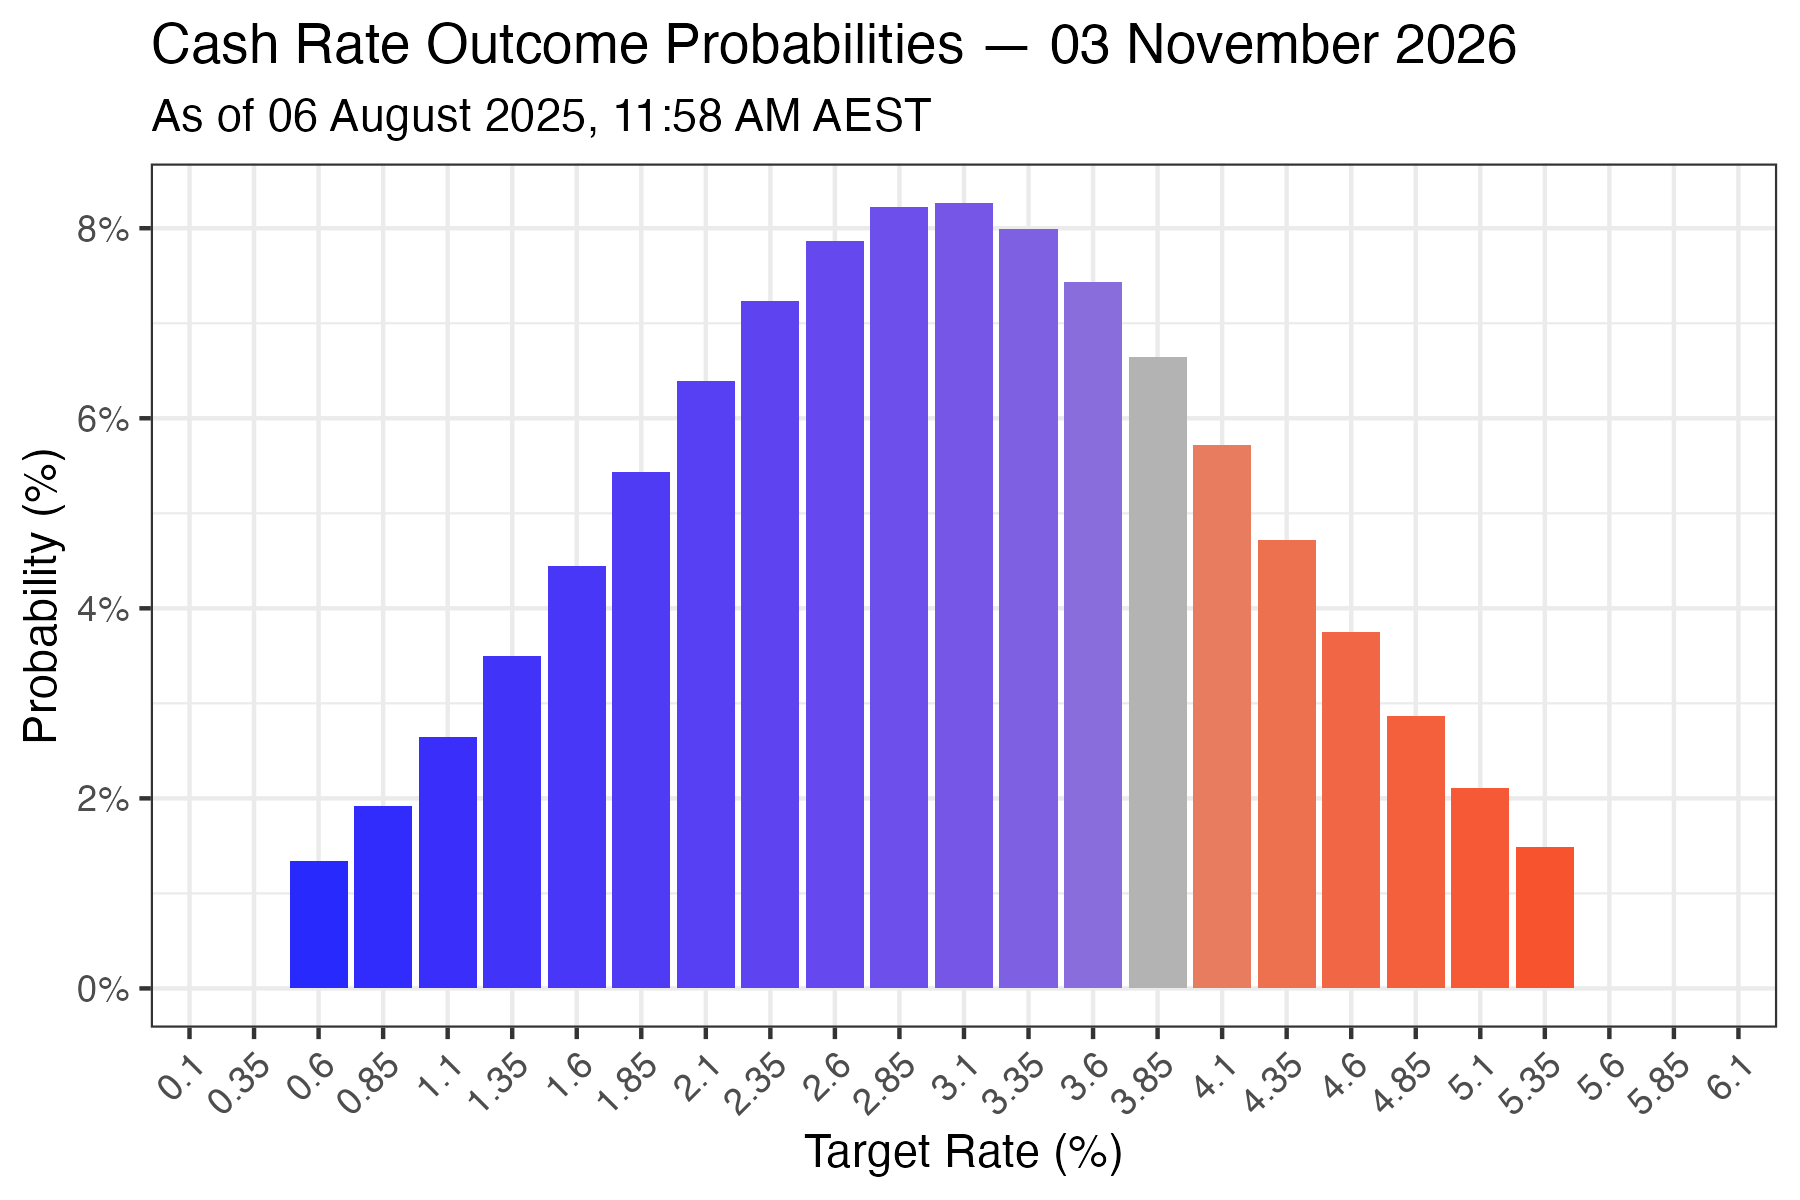 Cash Rate Outcome Probabilities — 03 November 2026
As of 06 August 2025, 11:58 AM AEST
Probability (%)
8%
6%
4%
2%
0%
0.1 0.35 0.6 0.85 1.1 1.35 1.6 1.85 2.1 2.35 2.6 2.85 3.1 3.35 3.6 3.85 4.1 4.35 4.6 4.85 5.1 5.35 5.6 5.85 6.1
Target Rate (%)